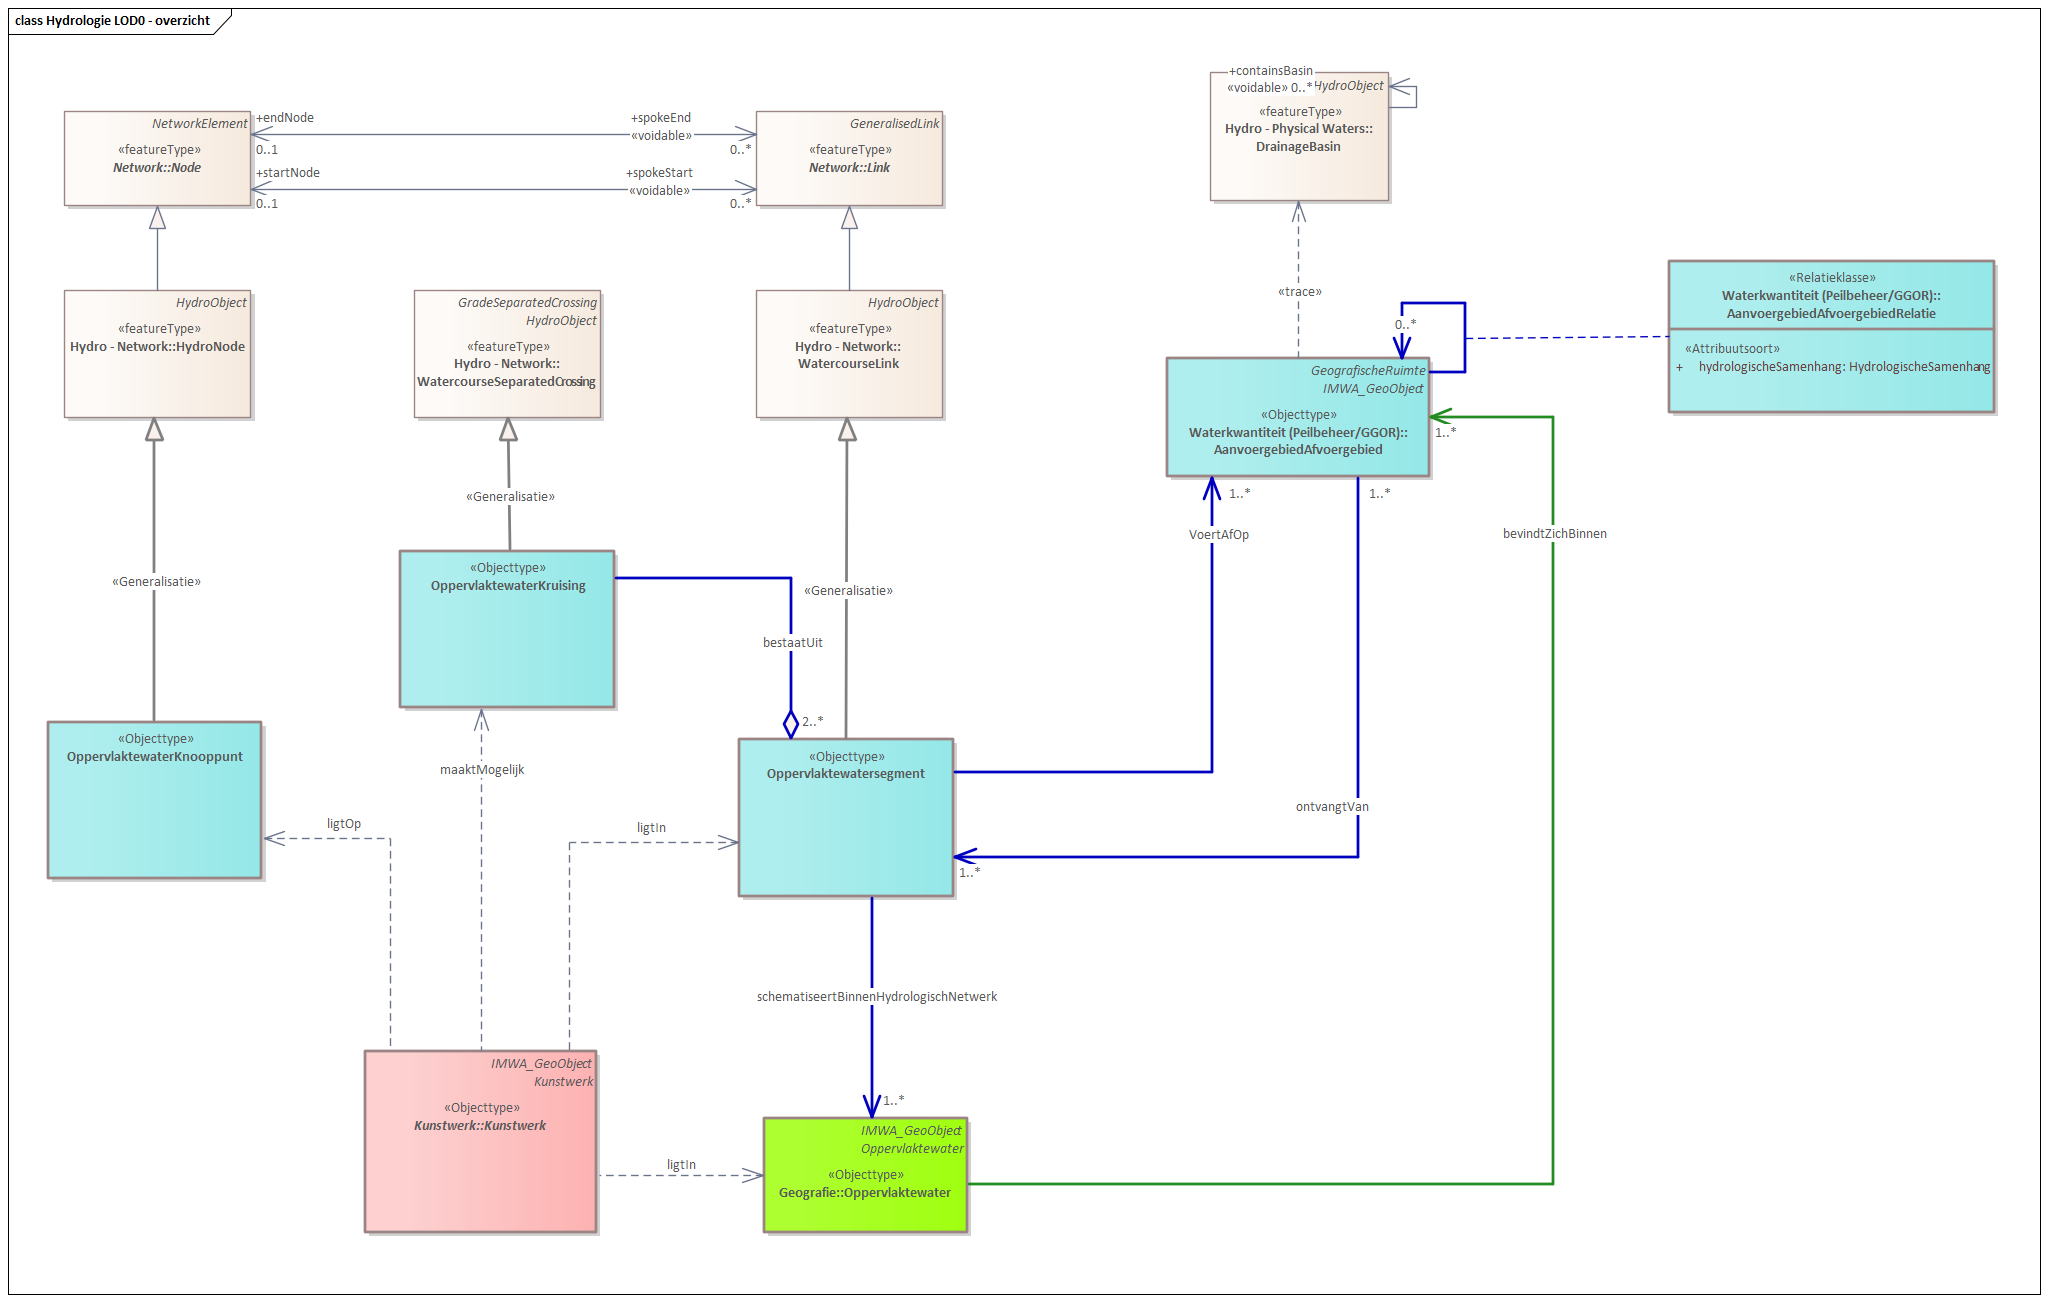 class Hydrologie LOD0 - overzicht
NetworkElement
«featureType»
Network::Node
+endNode
0..1
+spokeEnd
«voidable»
0..*
+startNode
0..1
+spokeStart
«voidable»
0..*
GeneralisedLink
«featureType»
Network::Link
+containsBasin
«voidable» 0..*
HydroObject
«featureType»
Hydro - Physical Waters::
DrainageBasin
HydroObject
«featureType»
Hydro - Network::HydroNode
GradeSeparatedCrossing
HydroObject
«featureType»
Hydro - Network::
WatercourseSeparatedCrossing
HydroObject
«featureType»
Hydro - Network::
WatercourseLink
«trace»
0..*
«Relatieklasse»
Waterkwantiteit (Peilbeheer/GGOR)::
AanvoergebiedAfvoergebiedRelatie
«Attribuutsoort»
+ hydrologischeSamenhang: HydrologischeSamenhang
GeografischeRuimte
IMWA_GeoObject
«Objecttype»
Waterkwantiteit (Peilbeheer/GGOR)::
AanvoergebiedAfvoergebied
1..*
1..*
1..*
«Generalisatie»
«Generalisatie»
«Generalisatie»
VoertAfOp
bevindtZichBinnen
«Objecttype»
OppervlaktewaterKruising
bestaatUit
2..*
«Objecttype»
OppervlaktewaterKnooppunt
maaktMogelijk
«Objecttype»
Oppervlaktewatersegment
ontvangtVan
1..*
ligtOp
ligtIn
schematiseertBinnenHydrologischNetwerk
1..*
IMWA_GeoObject
Kunstwerk
«Objecttype»
Kunstwerk::Kunstwerk
ligtIn
IMWA_GeoObject
Oppervlaktewater
«Objecttype»
Geografie::Oppervlaktewater